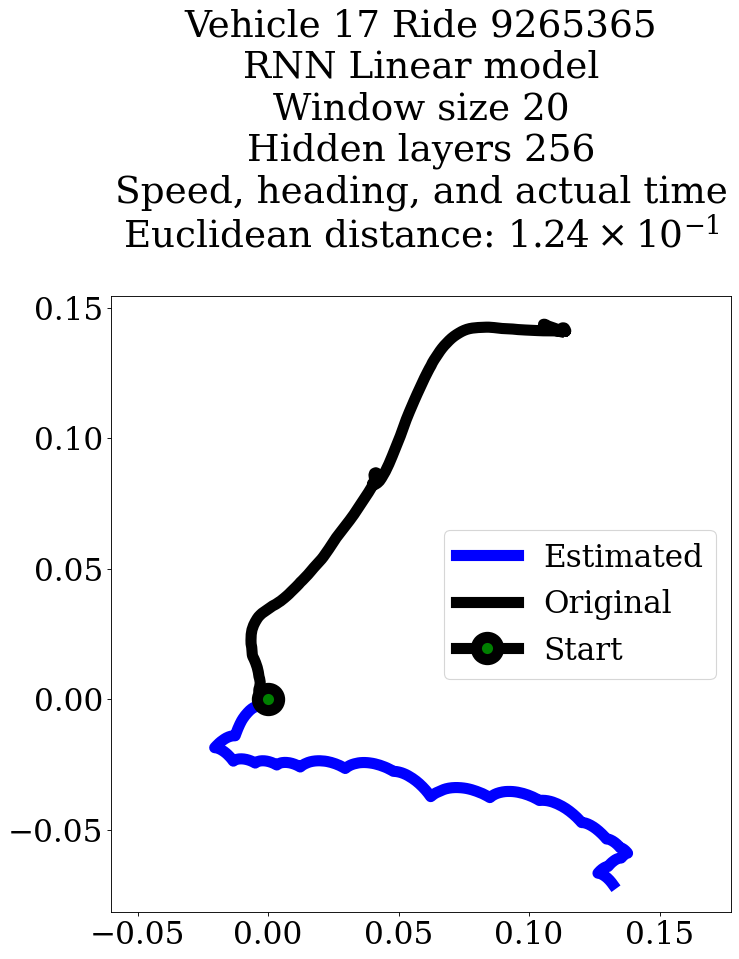 Vehicle 17 Ride 9265365
RNN Linear model
Window size 20
Hidden layers 256
Speed, heading, and actual time
Euclidean distance: 1.24 × 10⁻¹
0.15
0.10
0.05
0.00
−0.05
Estimated
Original
Start
−0.05 0.00 0.05 0.10 0.15